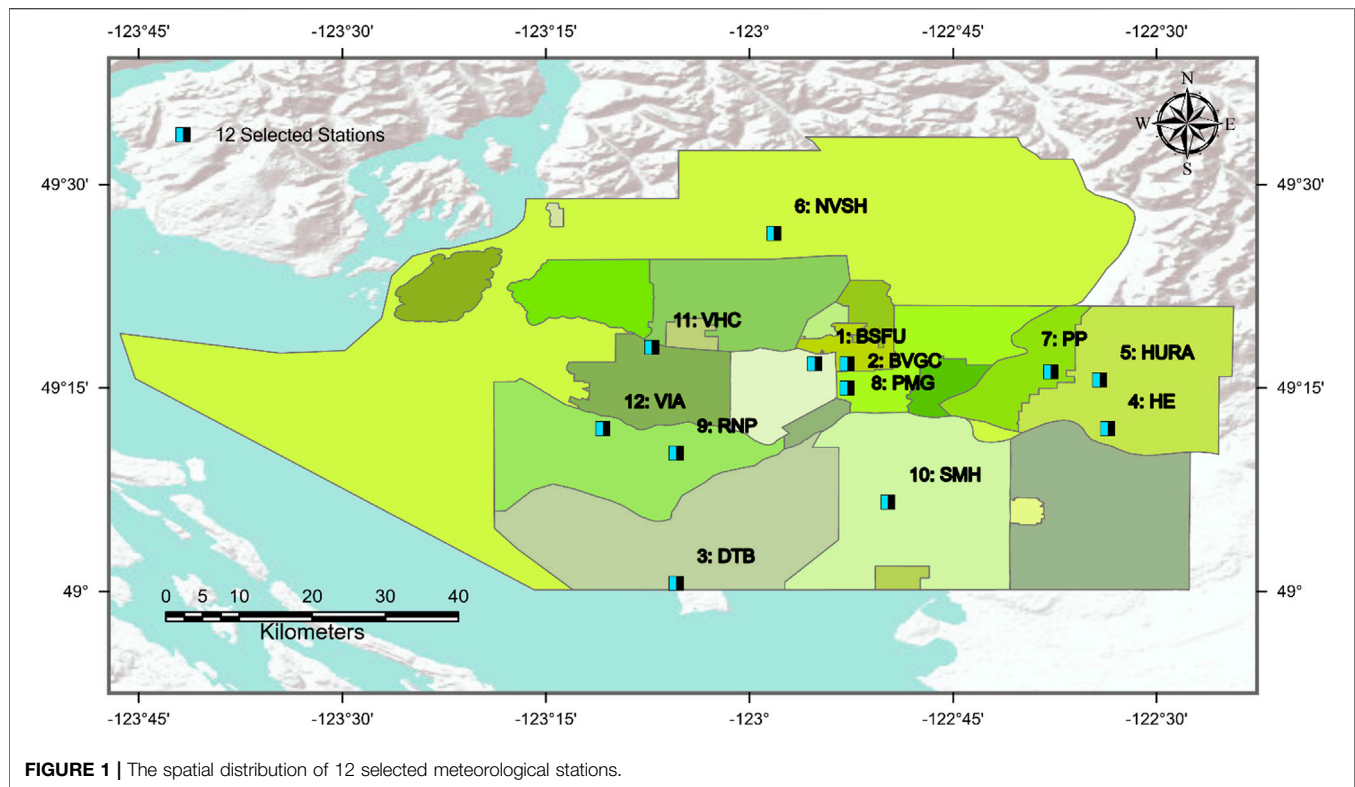 -123°45' -123°30' -123°15' -123° -122°45' -122°30'
N
W E
S
12 Selected Stations
49°30' 49°30'
6: NVSH
11: VHC
1: BSFU
7: PP
2: BVGC
5: HURA
8: PMG
49°15' 49°15'
12: VIA
4: HE
9: RNP
10: SMH
3: DTB
49° 49°
0 5 10 20 30 40
Kilometers
-123°45' -123°30' -123°15' -123° -122°45' -122°30'
FIGURE 1 | The spatial distribution of 12 selected meteorological stations.